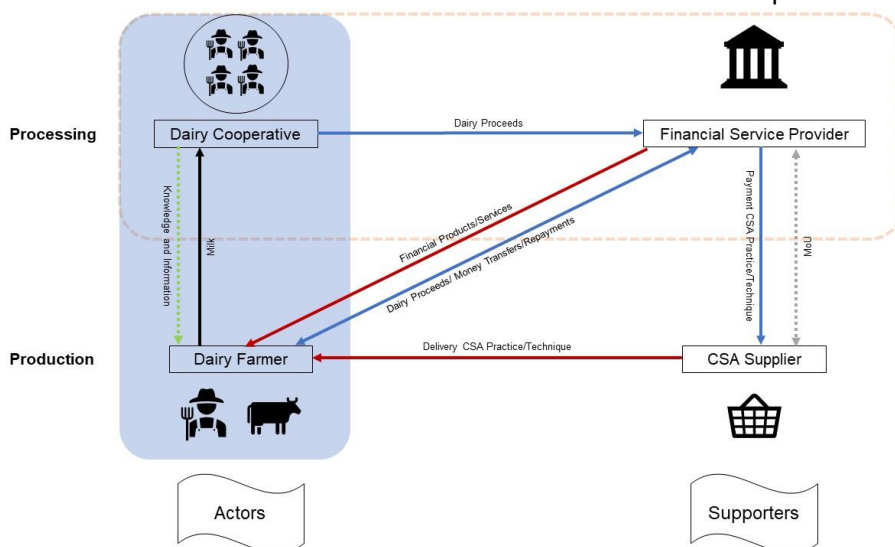 Processing
Dairy Cooperative
Dairy Proceeds
Financial Service Provider
Knowledge and Information
Milk
Financial Products/Services
Dairy Proceeds/ Money Transfers/Repayments
Payment CSA Practice/Technique
MoU
Production
Dairy Farmer
Delivery CSA Practice/Technique
CSA Supplier
Actors
Supporters